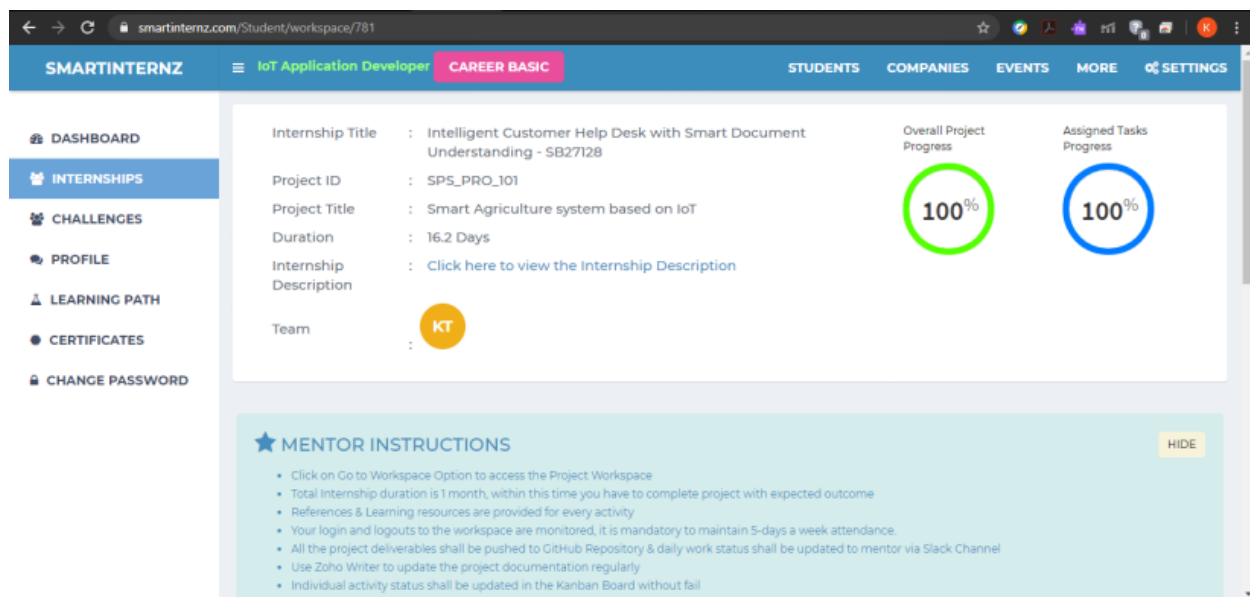 smartinternz.com/Student/workspace/781
K
SMARTINTERNZ
IoT Application Developer CAREER BASIC
STUDENTS COMPANIES EVENTS MORE SETTINGS
DASHBOARD
INTERNSHIPS
CHALLENGES
PROFILE
LEARNING PATH
CERTIFICATES
CHANGE PASSWORD
Internship Title : Intelligent Customer Help Desk with Smart Document
Understanding - SB27128
Project ID : SPS_PRO_101
Project Title : Smart Agriculture system based on IoT
Duration : 16.2 Days
Internship : Click here to view the Internship Description
Description
Team : KT
Overall Project
Progress
100%
Assigned Tasks
Progress
100%
MENTOR INSTRUCTIONS
HIDE
• Click on Go to Workspace Option to access the Project Workspace
• Total Internship duration is 1 month, within this time you have to complete project with expected outcome
• References & Learning resources are provided for every activity
• Your login and logouts to the workspace are monitored, it is mandatory to maintain 5-days a week attendance.
• All the project deliverables shall be pushed to GitHub Repository & daily work status shall be updated to mentor via Slack Channel
• Use Zoho Writer to update the project documentation regularly
• Individual activity status shall be updated in the Kanban Board without fail